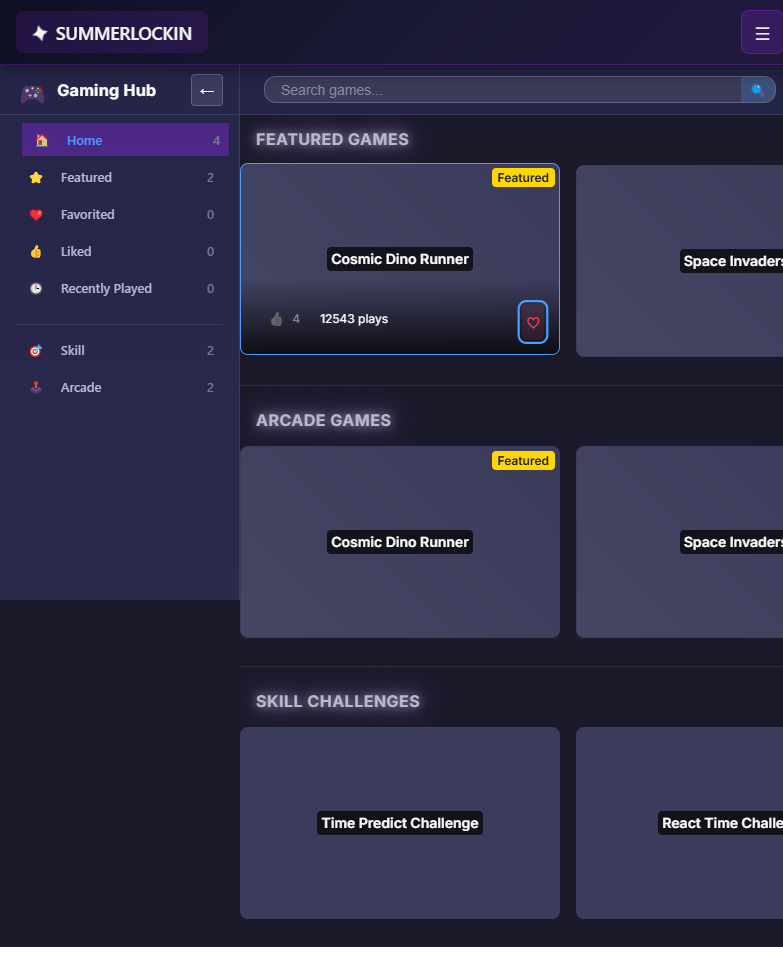 SUMMERLOCKIN
Gaming Hub
Search games...
Home 4
Featured 2
Favorited 0
Liked 0
Recently Played 0
Skill 2
Arcade 2
FEATURED GAMES
Featured
Cosmic Dino Runner
4 12543 plays
Space Invaders
ARCADE GAMES
Featured
Cosmic Dino Runner
Space Invaders
SKILL CHALLENGES
Time Predict Challenge
React Time Challe